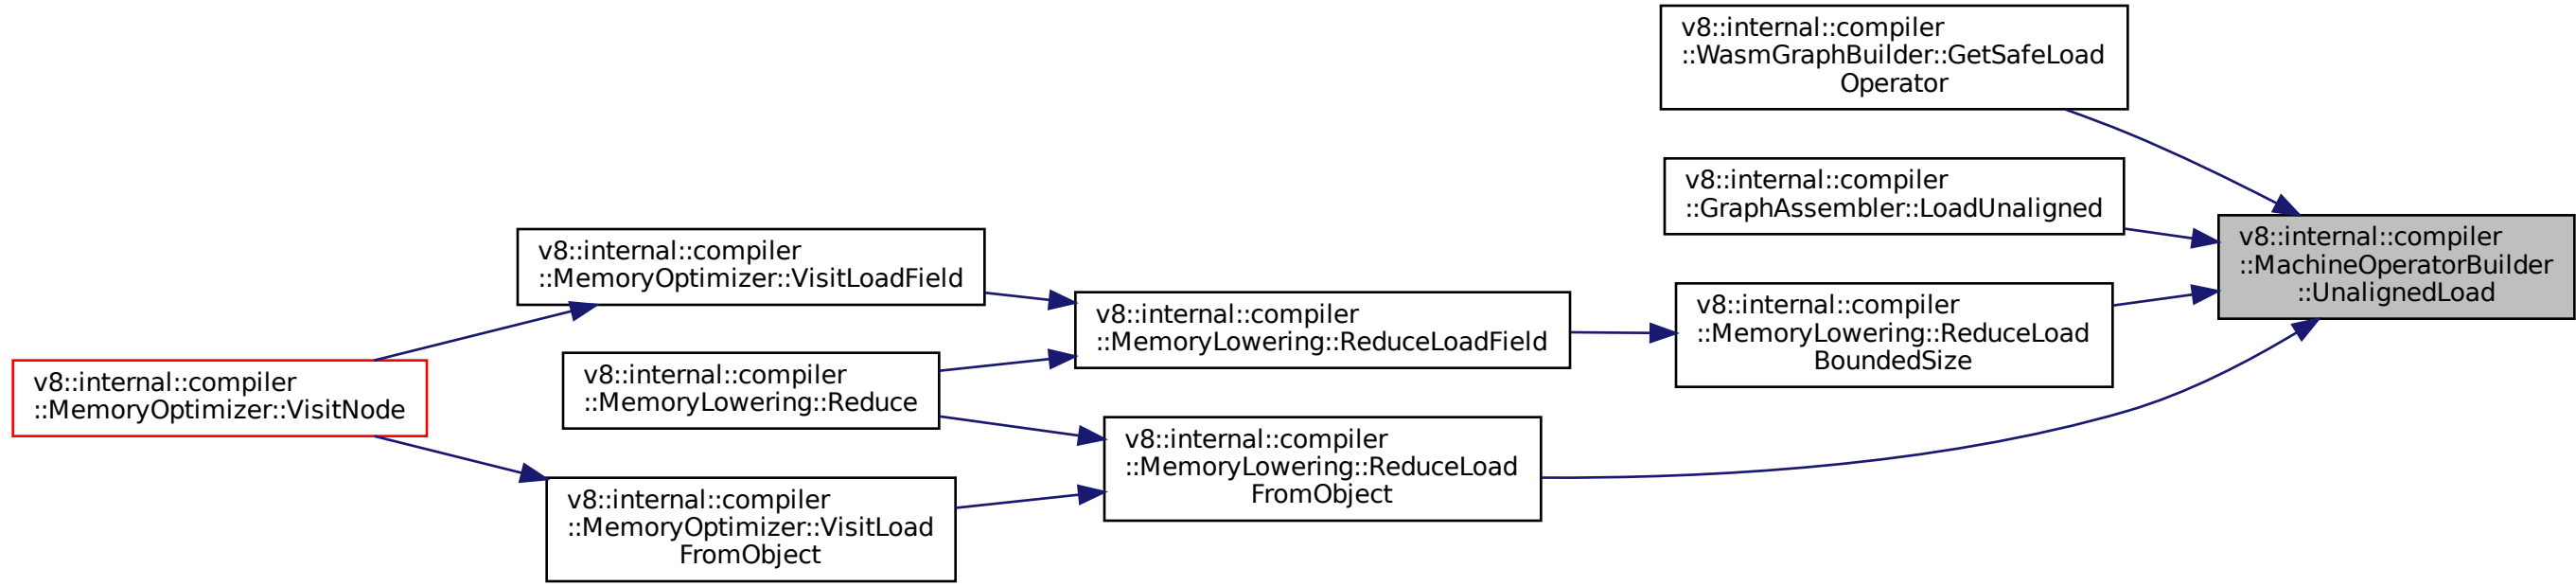 v8::internal::compiler
::WasmGraphBuilder::GetSafeLoad
Operator
v8::internal::compiler
::GraphAssembler::LoadUnaligned
v8::internal::compiler
::MachineOperatorBuilder
::UnalignedLoad
v8::internal::compiler
::MemoryOptimizer::VisitLoadField
v8::internal::compiler
::MemoryLowering::ReduceLoadField
v8::internal::compiler
::MemoryLowering::ReduceLoad
BoundedSize
v8::internal::compiler
::MemoryOptimizer::VisitNode
v8::internal::compiler
::MemoryLowering::Reduce
v8::internal::compiler
::MemoryLowering::ReduceLoad
FromObject
v8::internal::compiler
::MemoryOptimizer::VisitLoad
FromObject